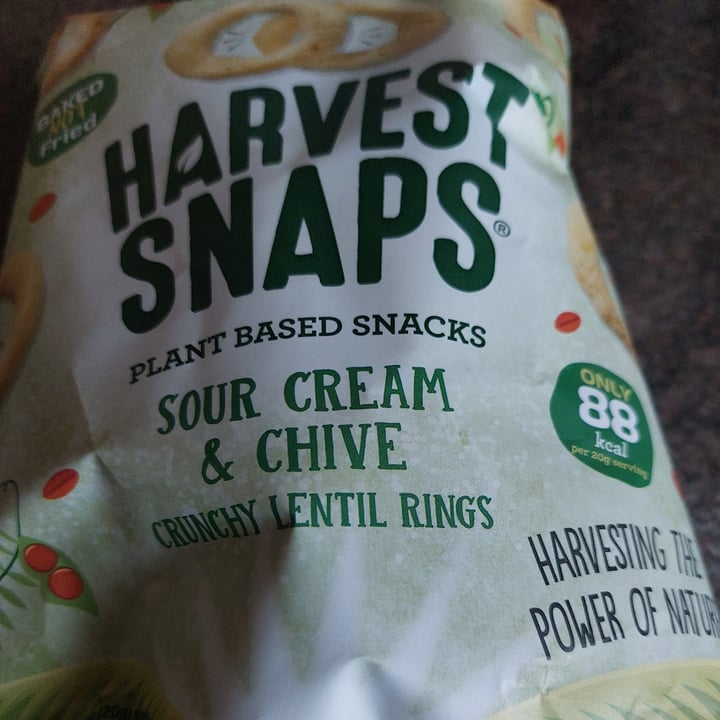 BAKED
NOT
Fried
HARVEST
SNAPS®
PLANT BASED SNACKS
SOUR CREAM
& CHIVE
CRUNCHY LENTIL RINGS
ONLY
88
kcal
per 20g serving
HARVESTING THE
POWER OF